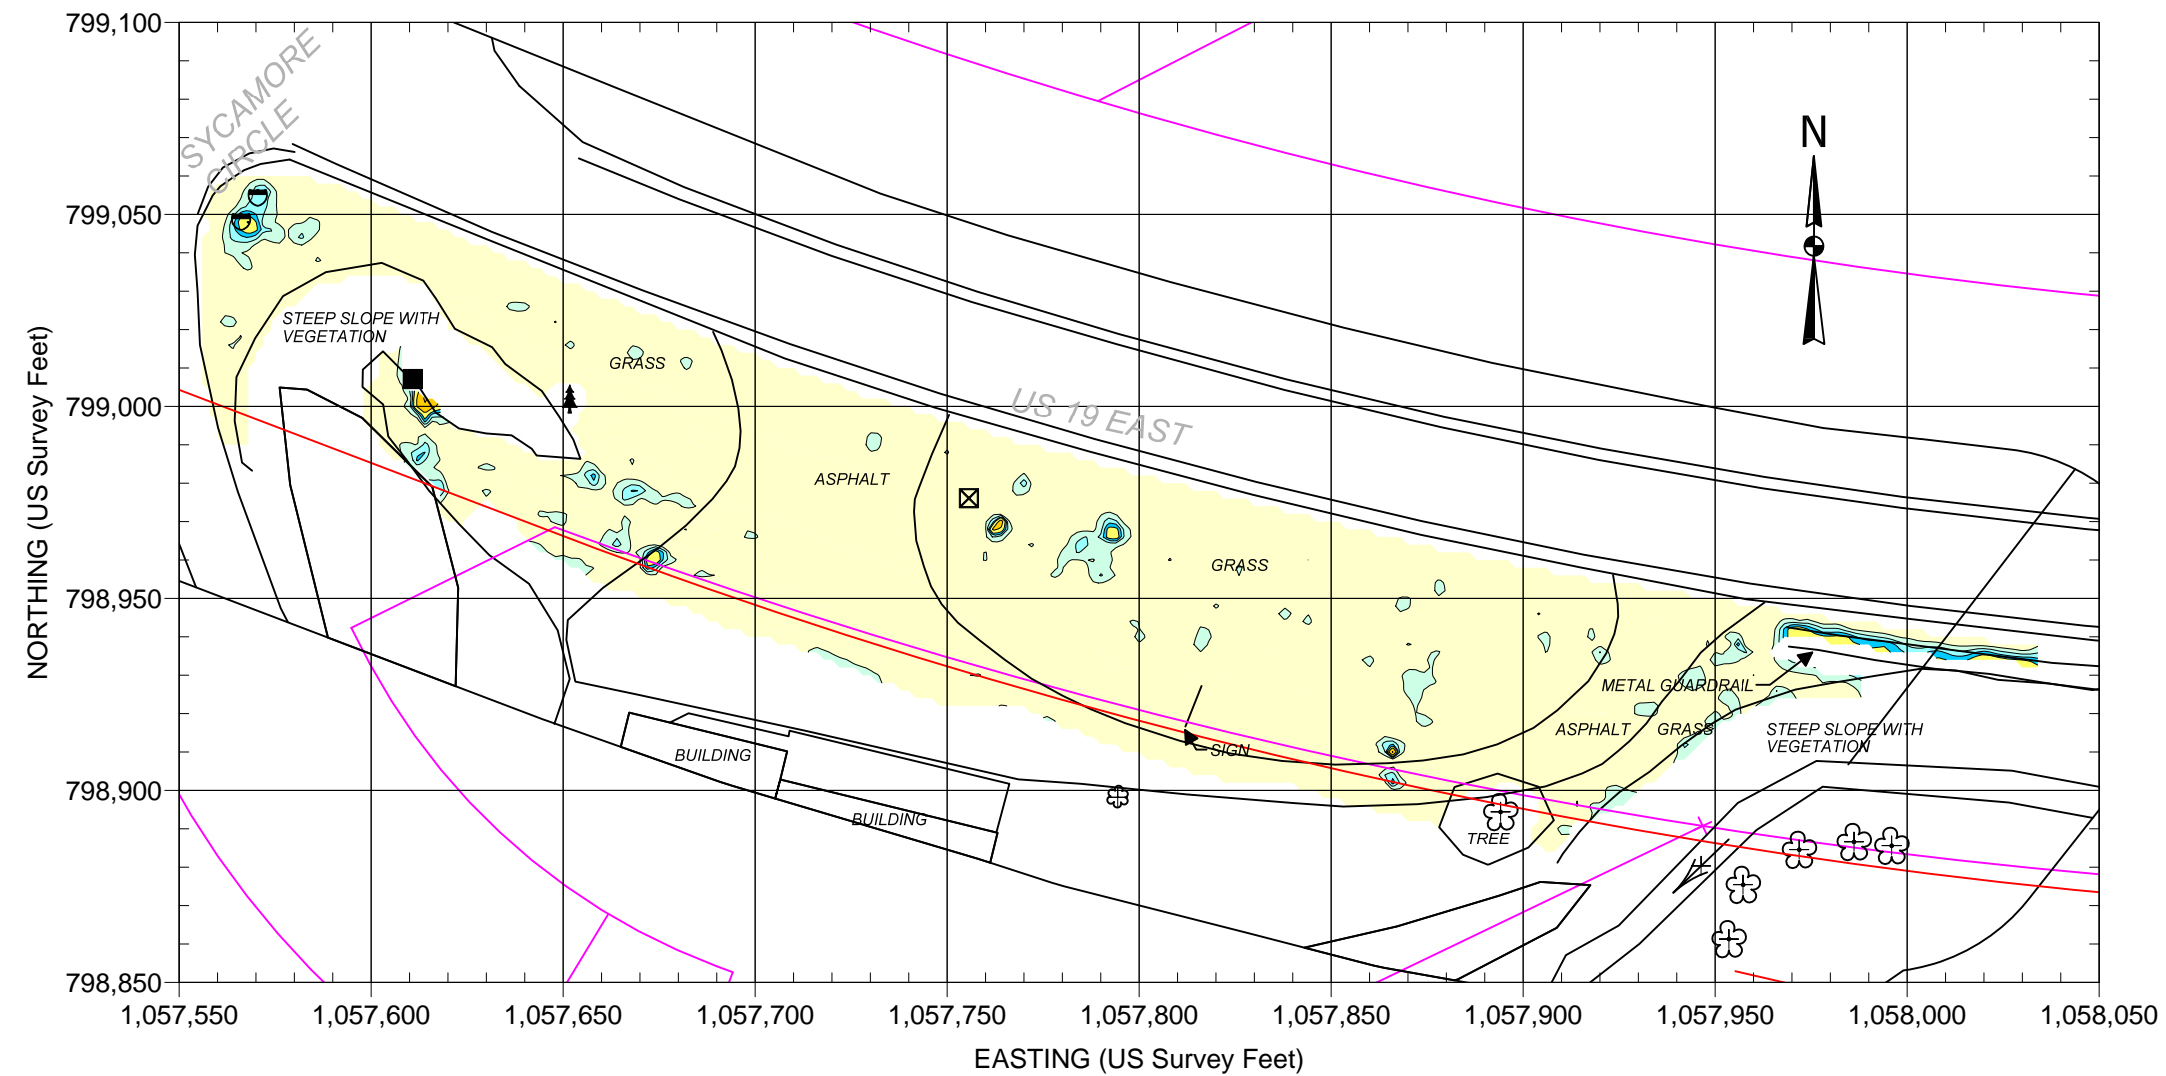 799,100
799,050
799,000
798,950
798,900
798,850
NORTHING (US Survey Feet)
SYCAMORE
CIRCLE
N
STEEP SLOPE WITH
VEGETATION
GRASS
US 19 EAST
ASPHALT
GRASS
METAL GUARDRAIL
ASPHALT
GRASS
STEEP SLOPE WITH
VEGETATION
SIGN
BUILDING
BUILDING
TREE
1,057,550
1,057,600
1,057,650
1,057,700
1,057,750
1,057,800
1,057,850
1,057,900
1,057,950
1,058,000
1,058,050
EASTING (US Survey Feet)